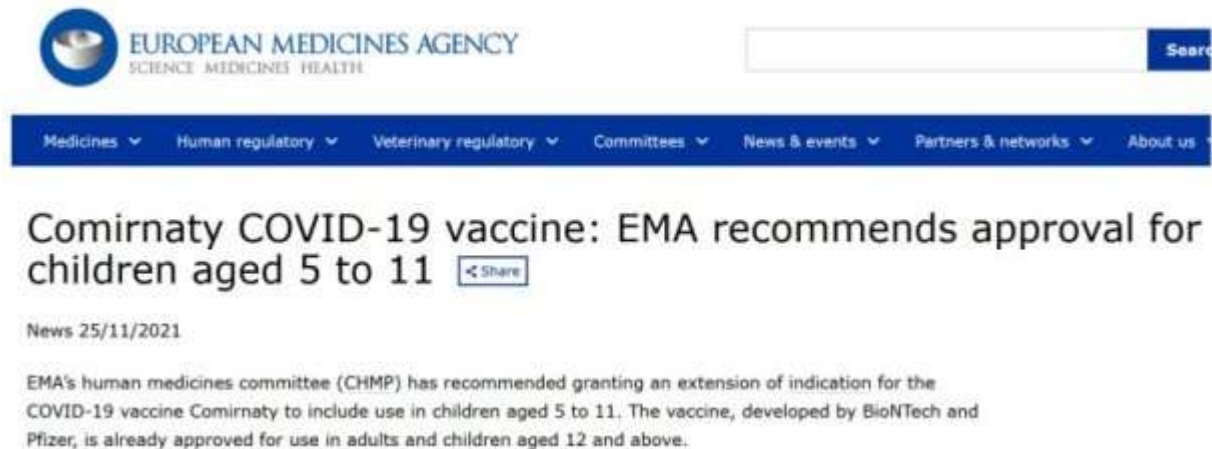 EUROPEAN MEDICINES AGENCY
SCIENCE MEDICINES HEALTH
Medicines Human regulatory Veterinary regulatory Committees News & events Partners & networks About us
Comirnaty COVID-19 vaccine: EMA recommends approval for
children aged 5 to 11 Share
News 25/11/2021
EMA's human medicines committee (CHMP) has recommended granting an extension of indication for the
COVID-19 vaccine Comirnaty to include use in children aged 5 to 11. The vaccine, developed by BioNTech and
Pfizer, is already approved for use in adults and children aged 12 and above.